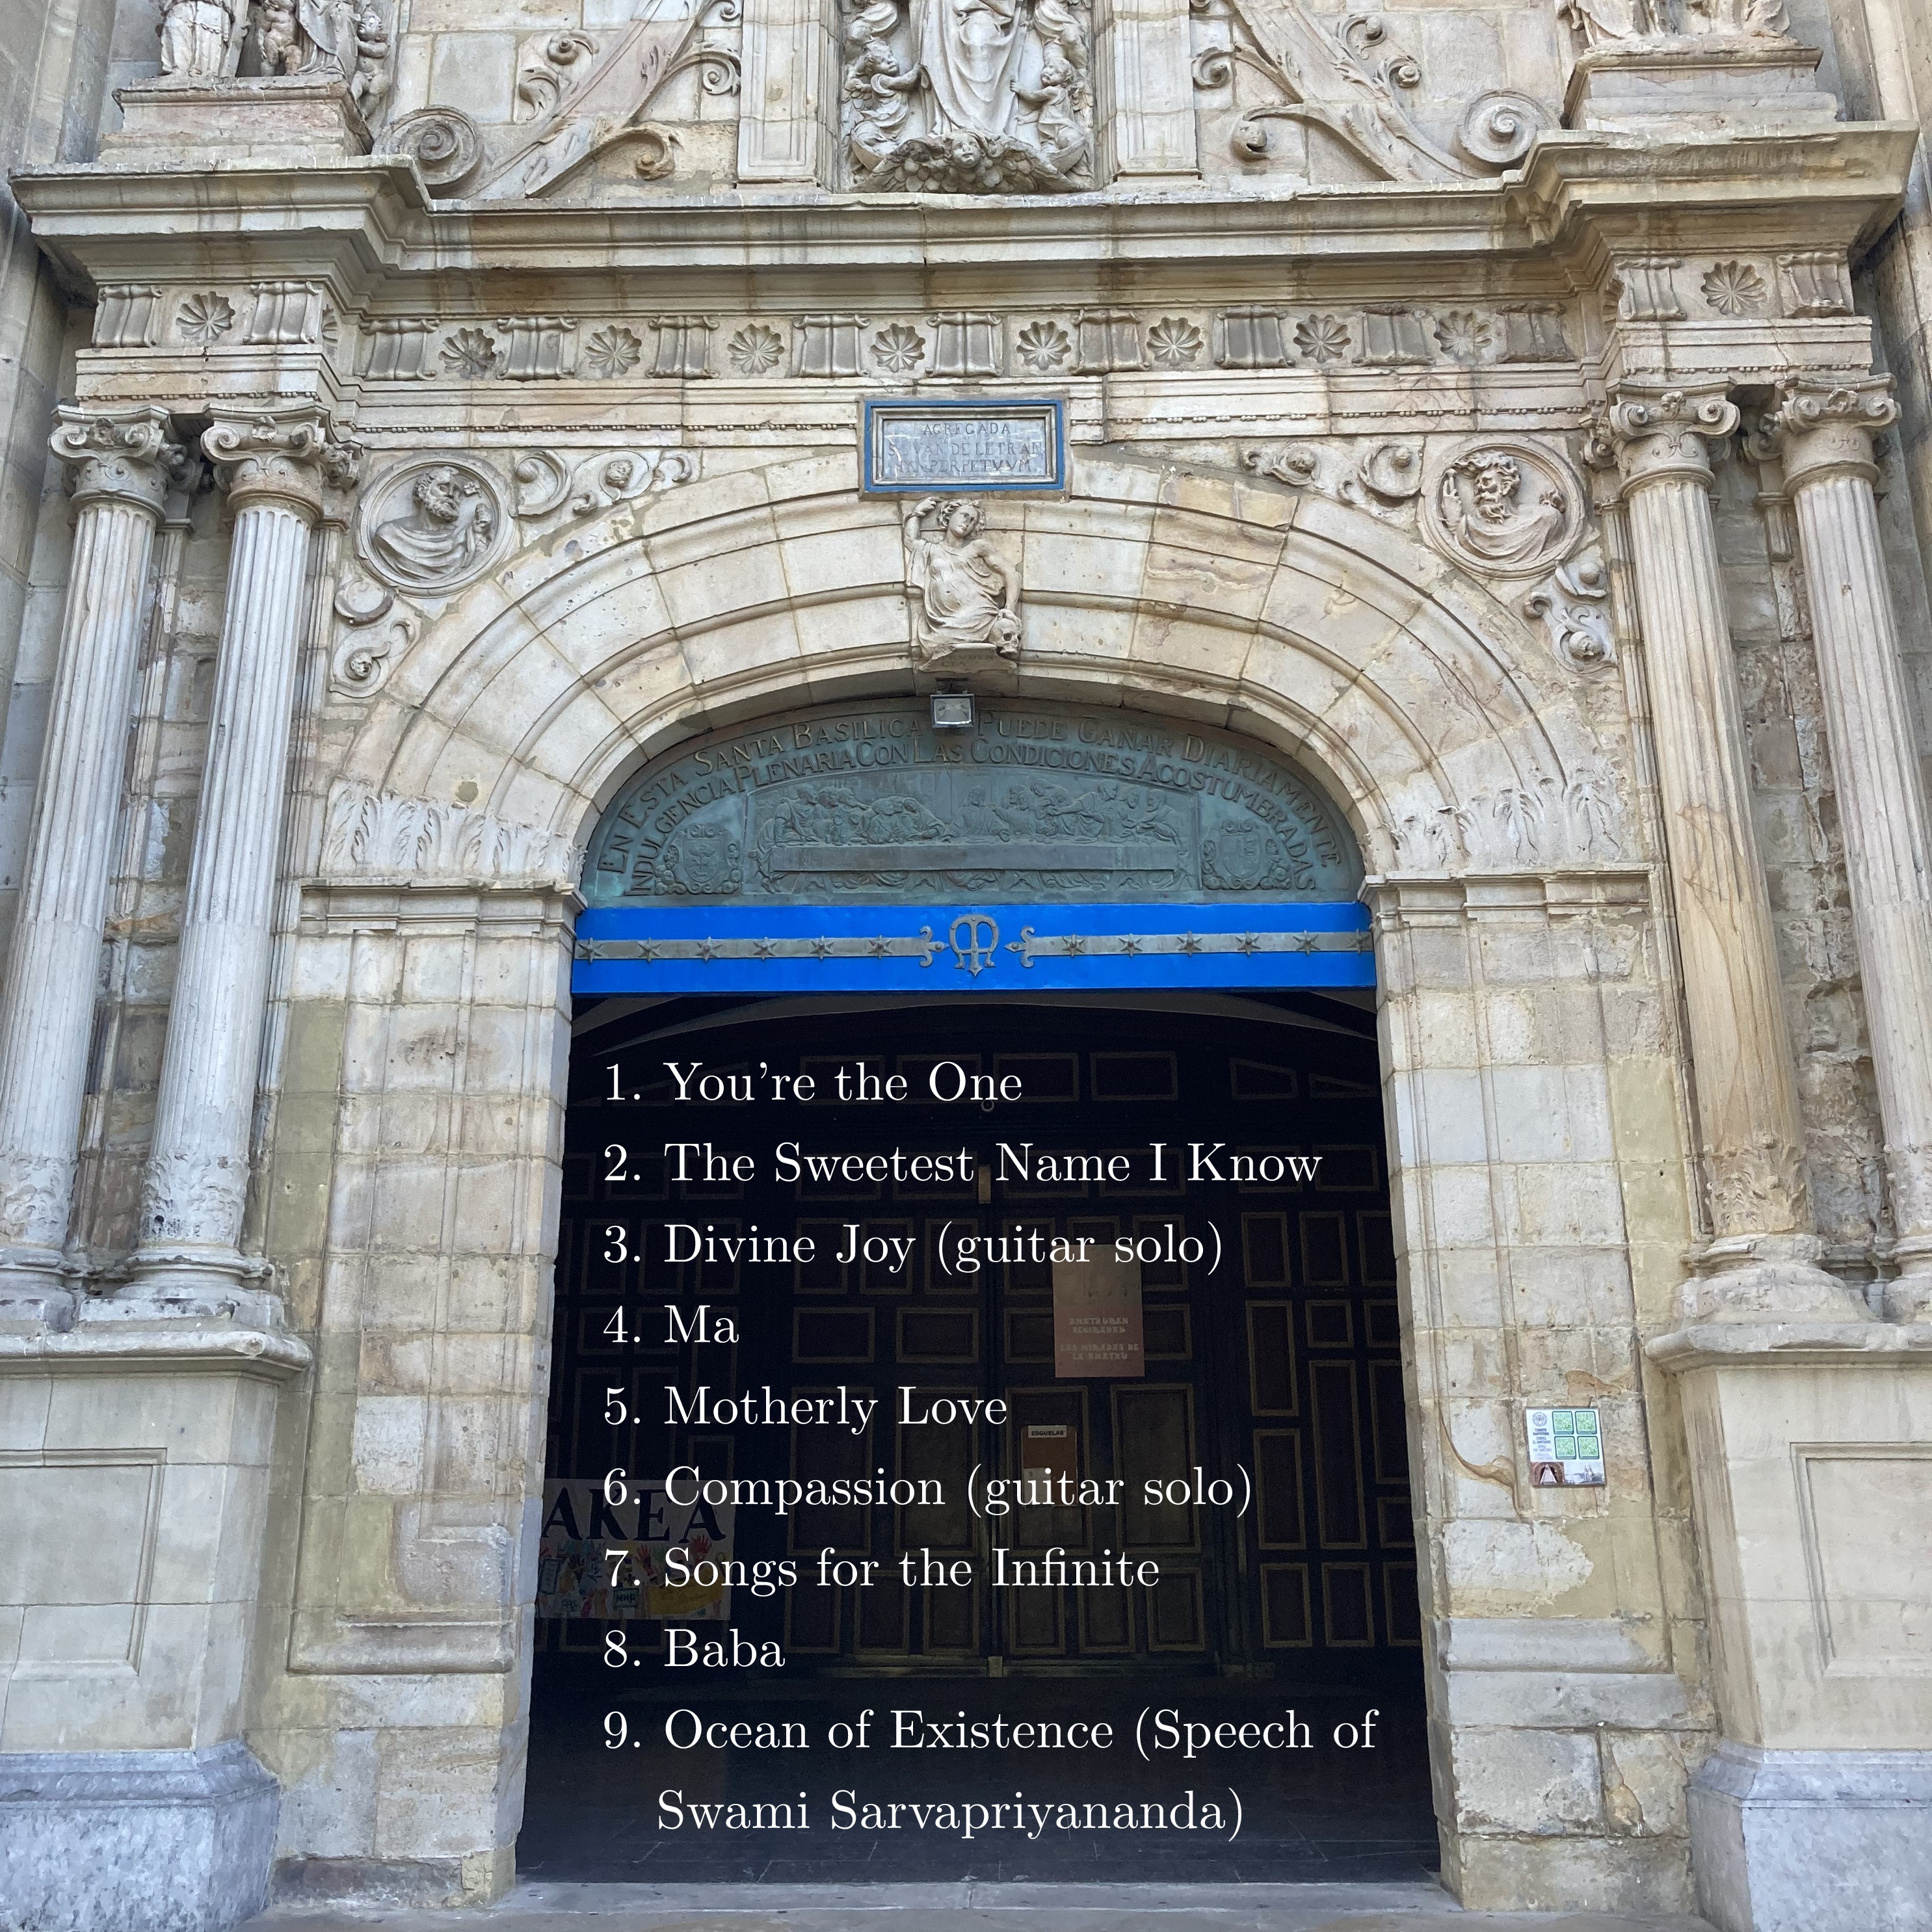 AGREGADA
S. IVAN DE LETRAN
IN PERPETVVM
EN ESTA SANTA BASILICA PUEDE GANAR DIARIAMENTE
INDULGENCIA PLENARIA CON LAS CONDICIONES ACOSTUMBRADAS
1. You're the One
2. The Sweetest Name I Know
3. Divine Joy (guitar solo)
4. Ma
5. Motherly Love
6. Compassion (guitar solo)
7. Songs for the Infinite
8. Baba
9. Ocean of Existence (Speech of
Swami Sarvapriyananda)
ESQUELAS
AKEA